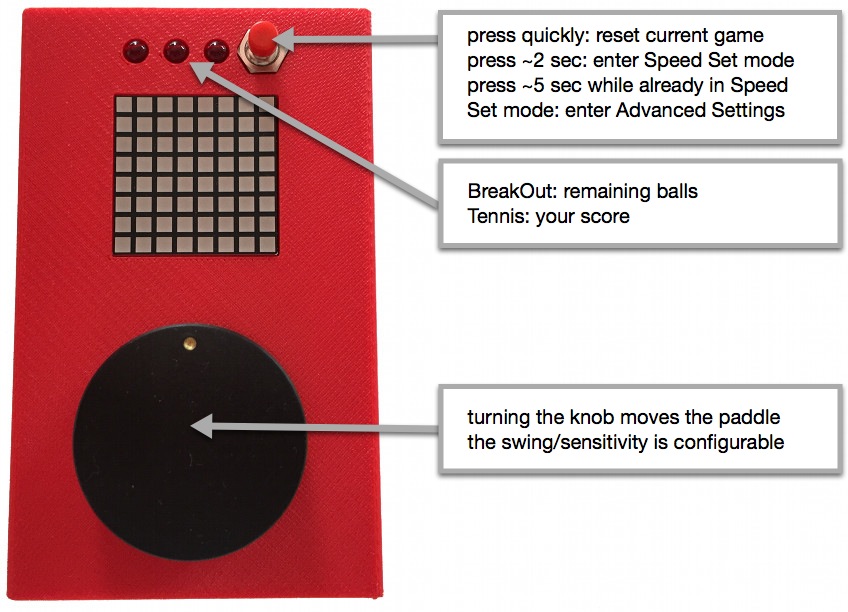 press quickly: reset current game
press ~2 sec: enter Speed Set mode
press ~5 sec while already in Speed
Set mode: enter Advanced Settings
BreakOut: remaining balls
Tennis: your score
turning the knob moves the paddle
the swing/sensitivity is configurable